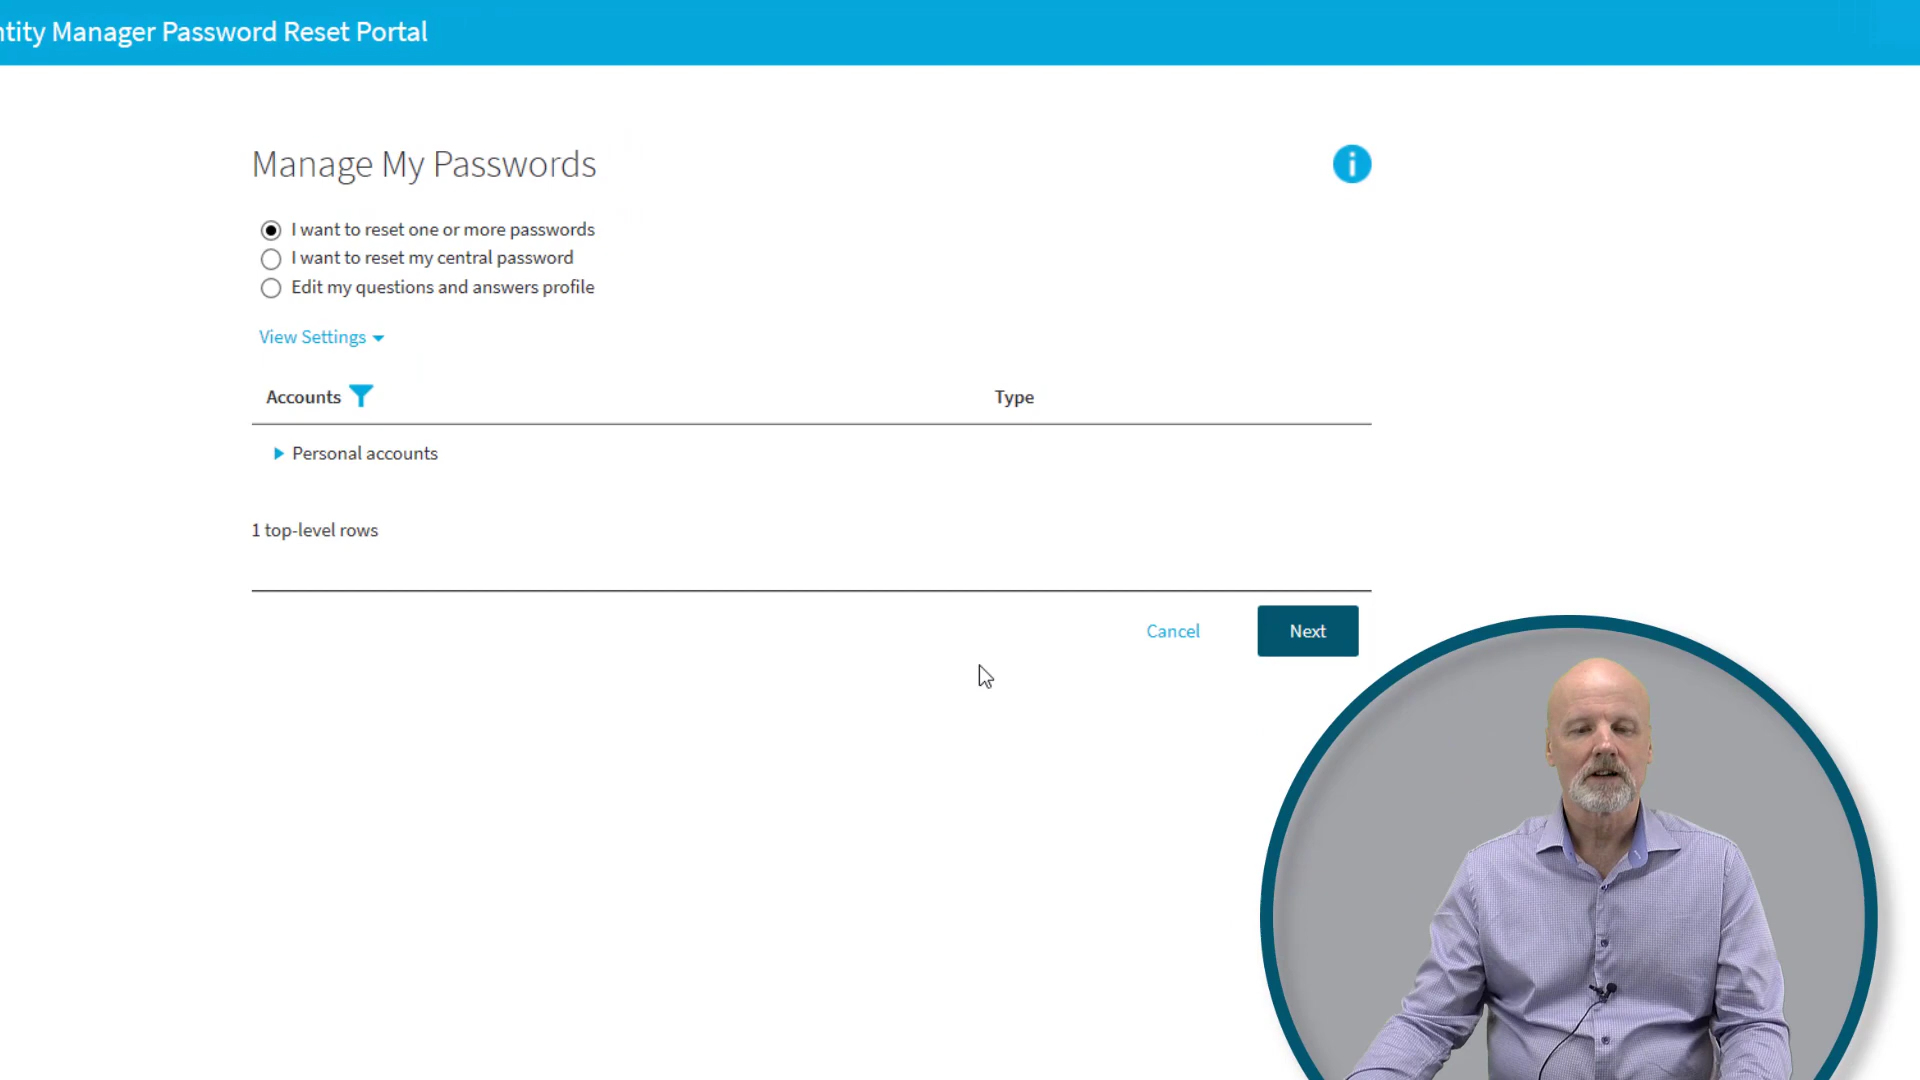 ntity Manager Password Reset Portal
Manage My Passwords
I want to reset one or more passwords
I want to reset my central password
Edit my questions and answers profile
View Settings
Accounts Type
Personal accounts
1 top-level rows
Cancel Next